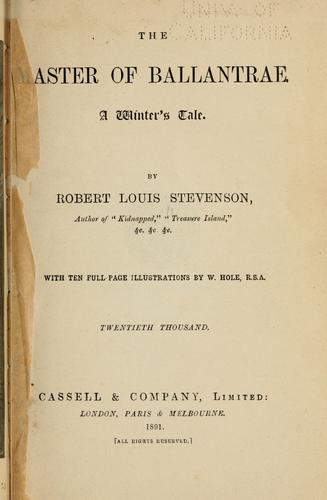 UNIV. OF
CALIFORNIA
THE
MASTER OF BALLANTRAE.
A Winter's Tale.
BY
ROBERT LOUIS STEVENSON,
Author of "Kidnapped," "Treasure Island,"
&c. &c. &c.
WITH TEN FULL-PAGE ILLUSTRATIONS BY W. HOLE, R.S.A.
TWENTIETH THOUSAND.
CASSELL & COMPANY, LIMITED:
LONDON, PARIS & MELBOURNE.
1891.
[ALL RIGHTS RESERVED.]